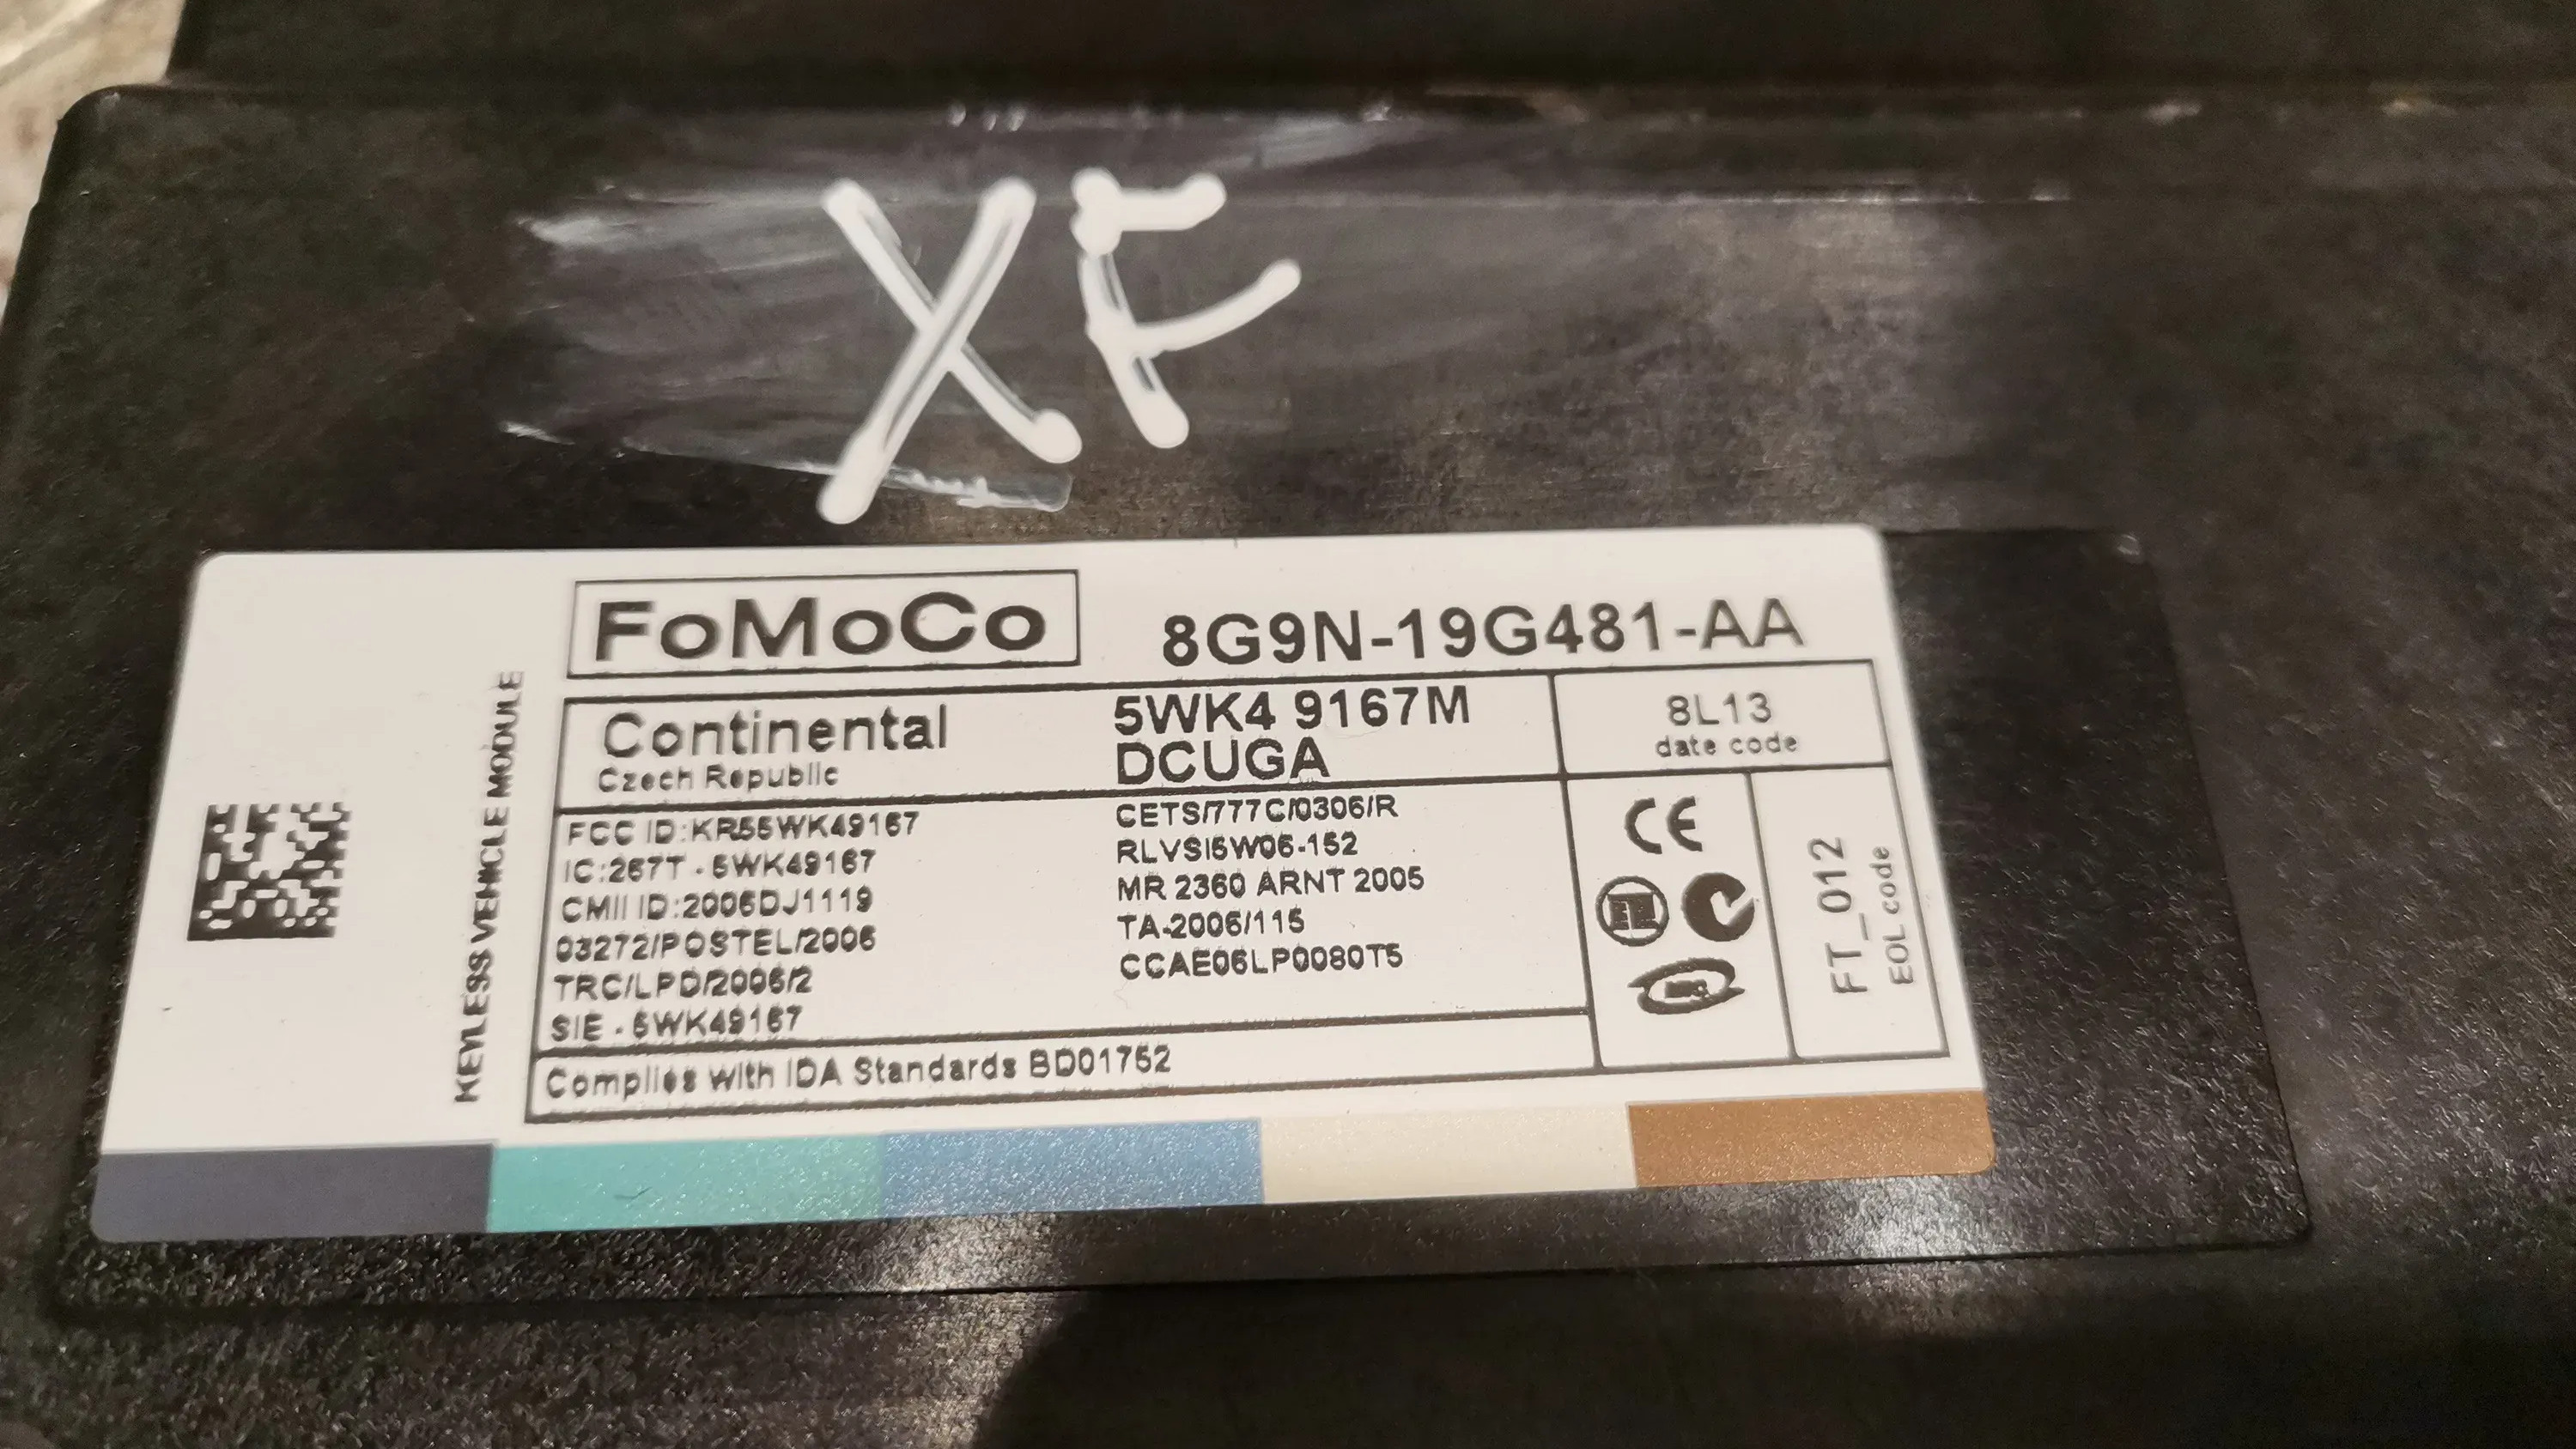 XF
FoMoCo 8G9N-19G481-AA
KEYLESS VEHICLE MODULE
Continental
Czech Republic
5WK4 9167M
DCUGA
8L13
date code
FCC ID:KR55WK49167
IC:267T - 5WK49167
CMII ID:2006DJ1119
03272/POSTEL/2006
TRC/LPD/2006/2
SIE - 5WK49167
CETS/777C/0306/R
RLVSI5W06-152
MR 2360 ARNT 2005
TA-2006/115
CCAE06LP0080T5
CE
FT_012
EOL code
Complies with IDA Standards BD01752